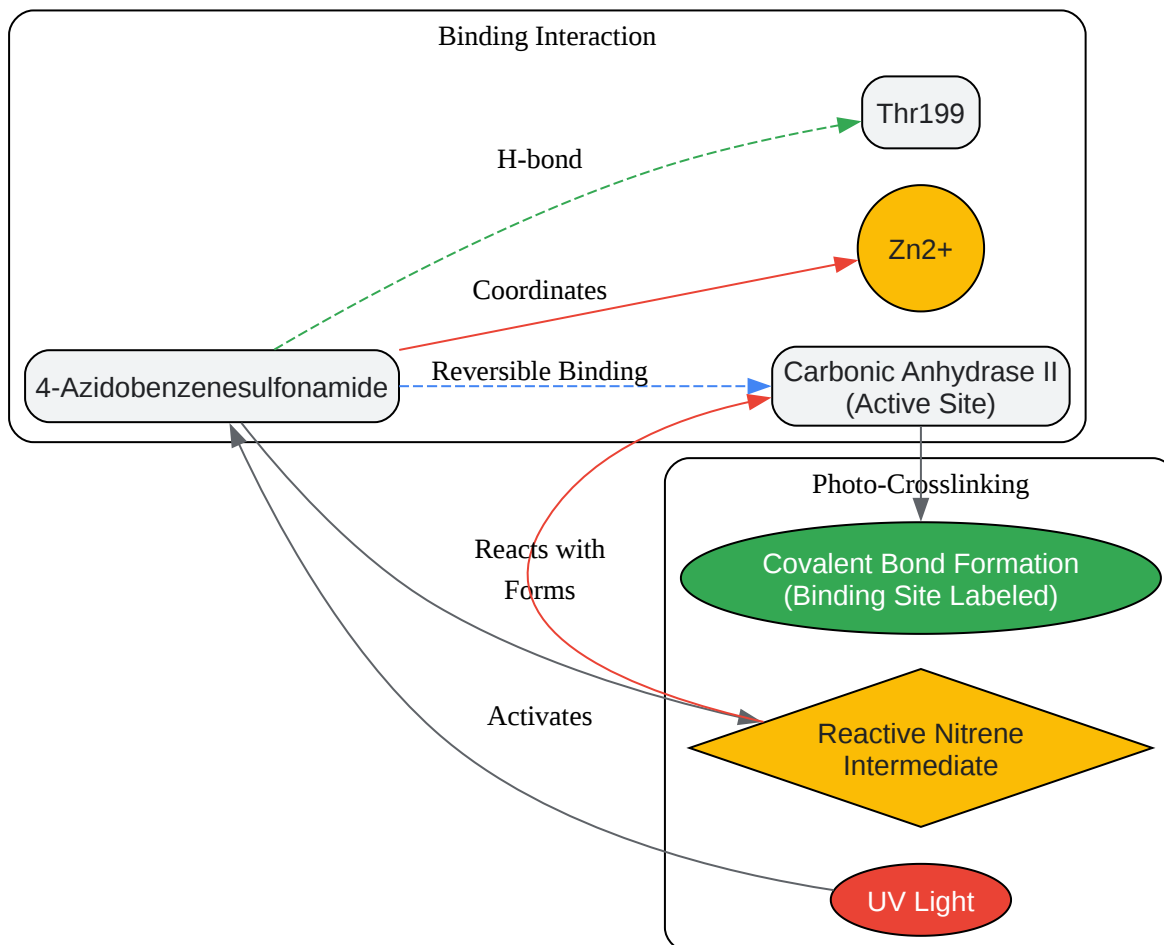 Binding Interaction
Thr199
H-bond
Zn2+
Coordinates
4-Azidobenzenesulfonamide
Reversible Binding
Carbonic Anhydrase II
(Active Site)
Photo-Crosslinking
Reacts with
Forms
Covalent Bond Formation
(Binding Site Labeled)
Activates
Reactive Nitrene
Intermediate
UV Light